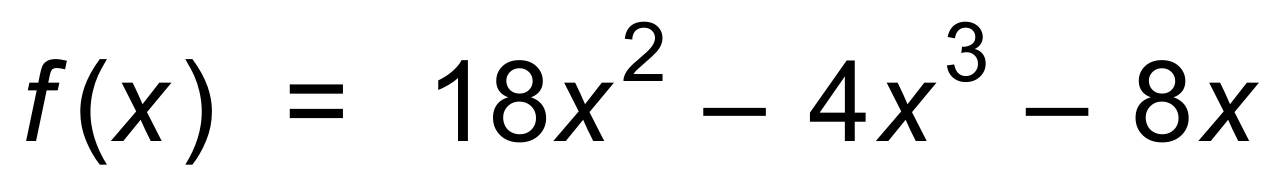 f(x) = 18x² − 4x³ − 8x